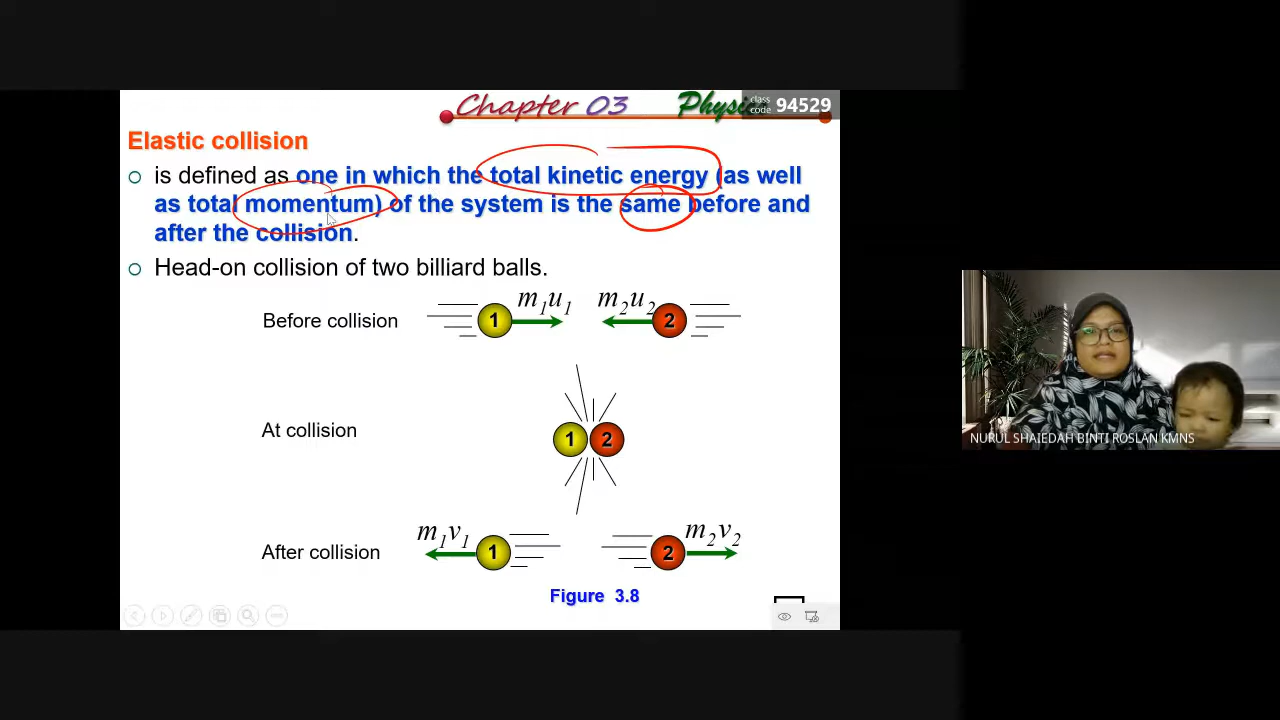 Chapter 03
class code 94529
Elastic collision
is defined as one in which the total kinetic energy (as well
as total momentum) of the system is the same before and
after the collision.
Head-on collision of two billiard balls.
m₁u₁ m₂u₂
Before collision 1 2
At collision 1 2
m₁v₁ m₂v₂
After collision 1 2
Figure 3.8
NURUL SHAIEDAH BINTI ROSLAN KMNS